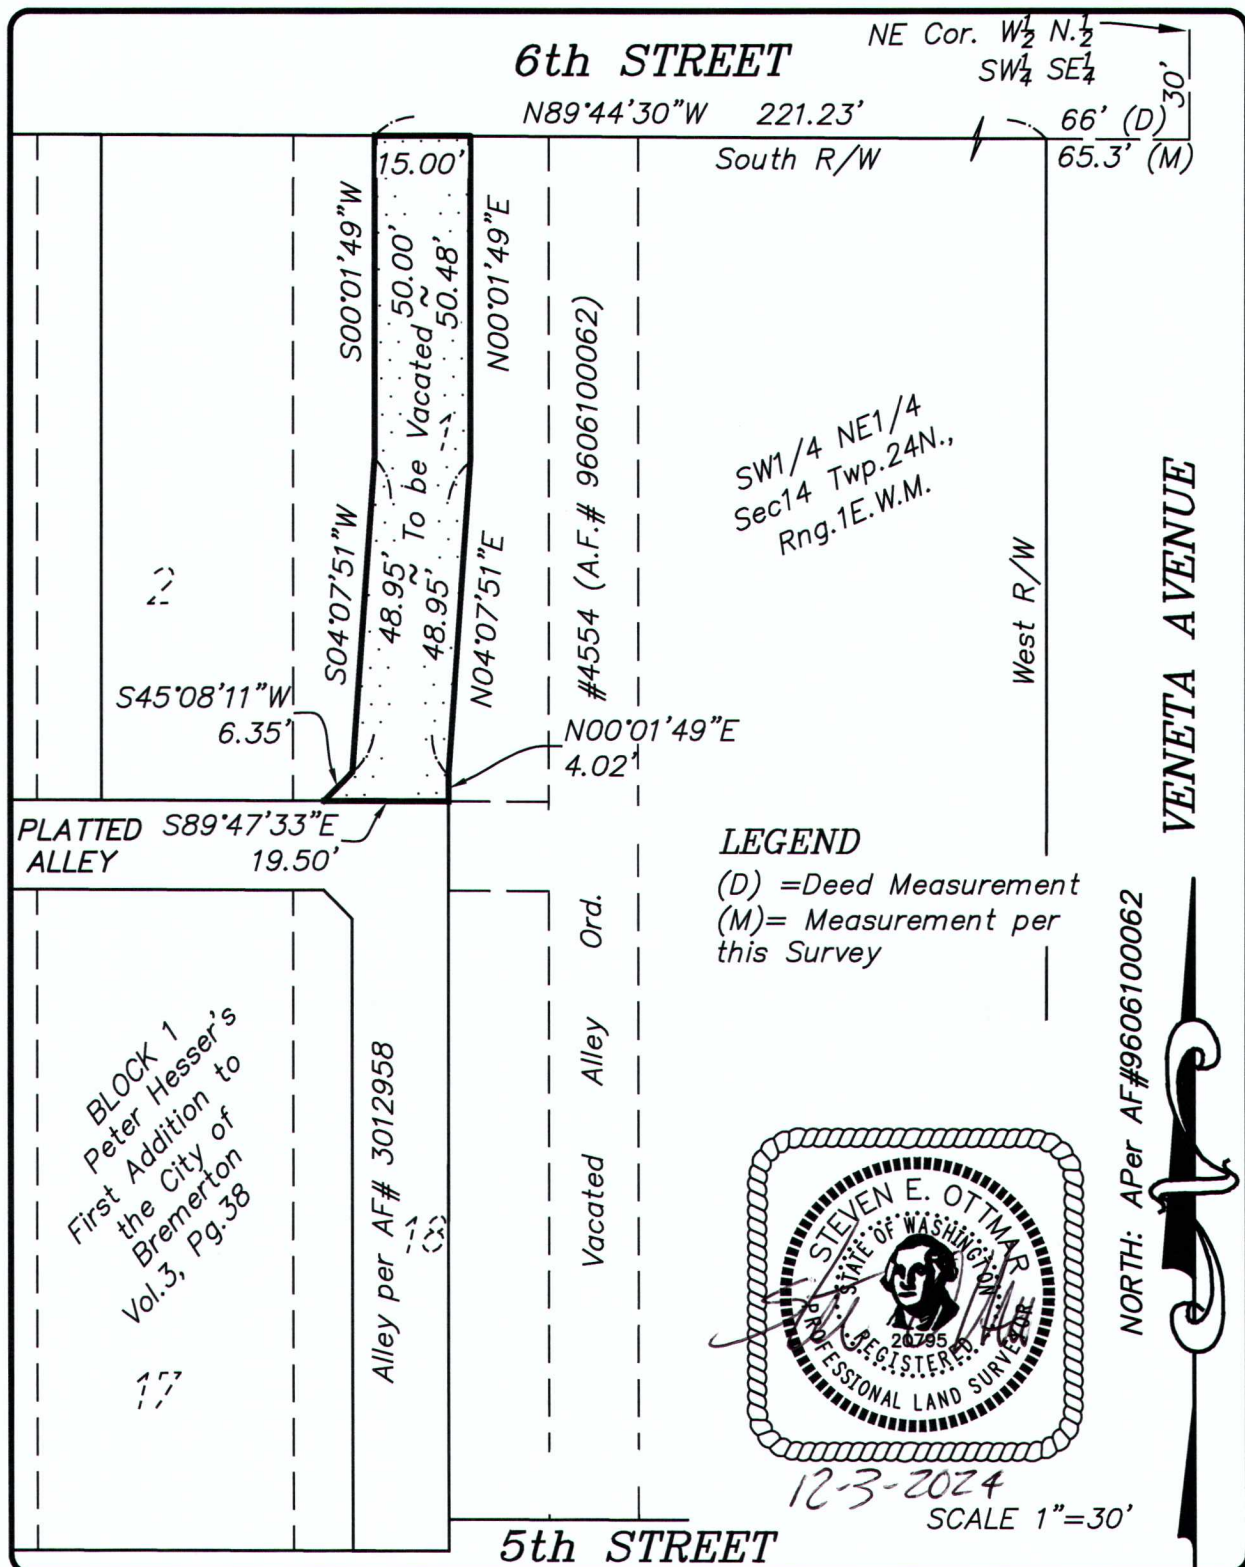 NE Cor. W½ N.½
SW¼ SE¼
6th STREET
30'
N89°44'30"W 221.23'
66' (D)
65.3' (M)
South R/W
15.00'
S00°01'49"W
50.00'
50.48'
N00°01'49"E
~ To be Vacated ~
1
S04°07'51"W
48.95'
48.95'
N04°07'51"E
2
#4554 (A.F.# 9606100062)
SW1/4 NE1/4
Sec14 Twp.24N.,
Rng.1E.W.M.
West R/W
VENETA AVENUE
S45°08'11"W
6.35'
N00°01'49"E
4.02'
PLATTED
ALLEY
S89°47'33"E
19.50'
LEGEND
(D) =Deed Measurement
(M)= Measurement per
this Survey
Vacated Alley Ord.
BLOCK 1
Peter Hesser's
First Addition to
the City of
Bremerton
Vol.3, Pg.38
Alley per AF# 3012958
18
17
NORTH: APer AF#9606100062
STEVEN E. OTTMAR
STATE OF WASHINGTON
20795
REGISTERED
PROFESSIONAL LAND SURVEYOR
12-3-2024
SCALE 1"=30'
5th STREET